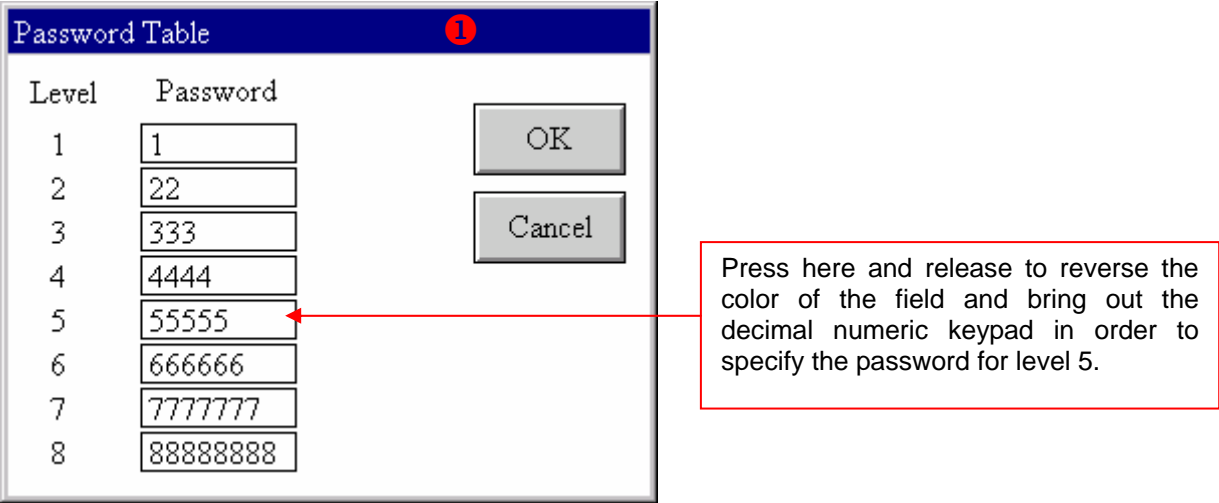 Password Table ❶
Level Password
1 1
2 22
3 333
4 4444
5 55555
6 666666
7 7777777
8 88888888
OK
Cancel
Press here and release to reverse the
color of the field and bring out the
decimal numeric keypad in order to
specify the password for level 5.